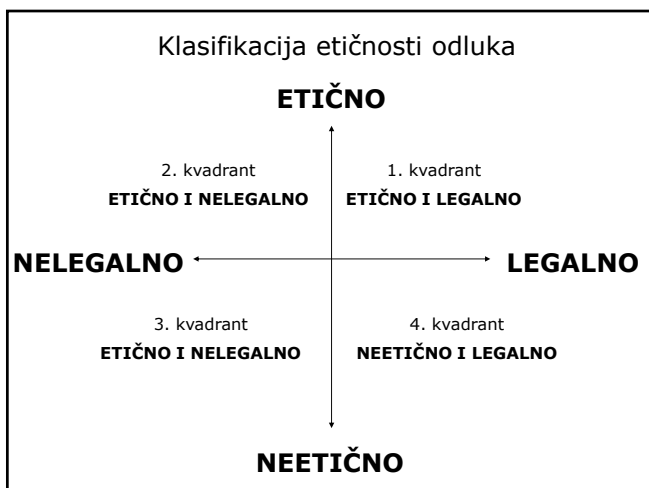 Klasifikacija etičnosti odluka
ETIČNO
2. kvadrant
ETIČNO I NELEGALNO
1. kvadrant
ETIČNO I LEGALNO
NELEGALNO
LEGALNO
3. kvadrant
ETIČNO I NELEGALNO
4. kvadrant
NEETIČNO I LEGALNO
NEETIČNO